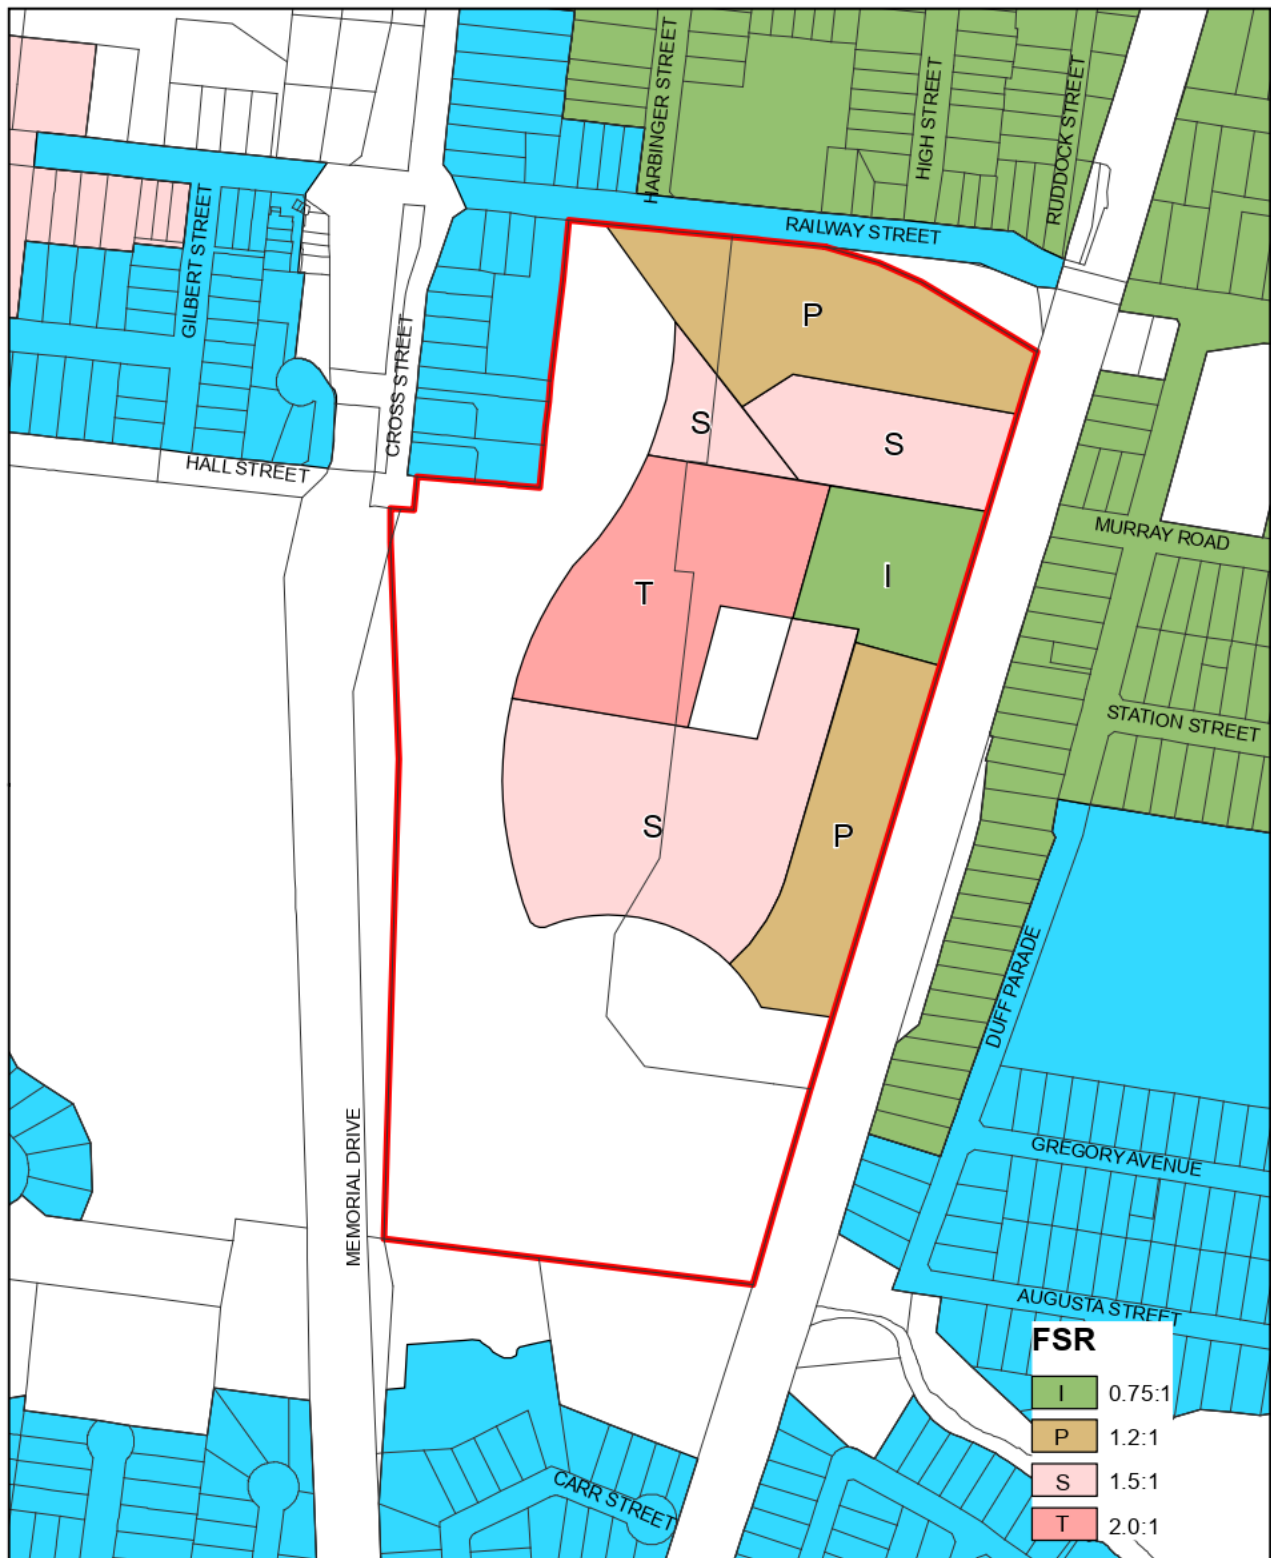 HARBINGER STREET
HIGH STREET
RUDDOCK STREET
RAILWAY STREET
GILBERT STREET
CROSS STREET
HALL STREET
P
S
S
MURRAY ROAD
T
I
STATION STREET
S
P
DUFF PARADE
MEMORIAL DRIVE
GREGORY AVENUE
AUGUSTA STREET
CARR STREET
FSR
I 0.75:1
P 1.2:1
S 1.5:1
T 2.0:1